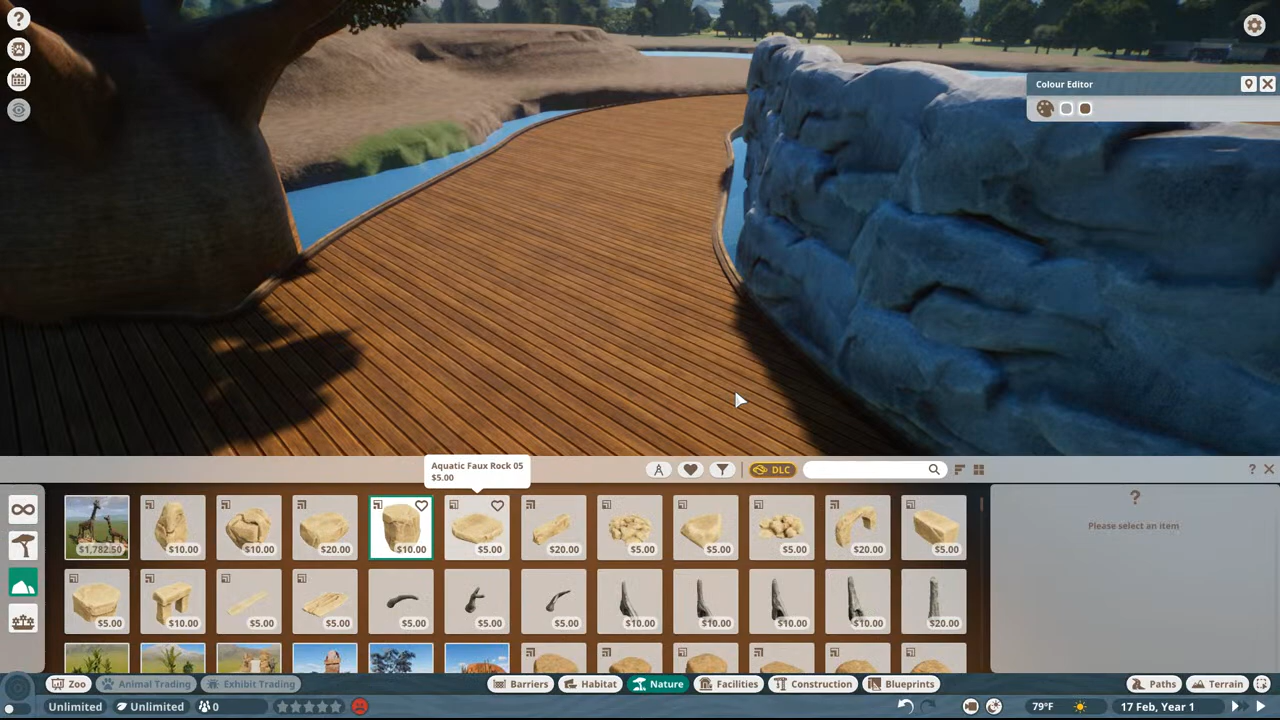 Colour Editor
Aquatic Faux Rock 05
$5.00
DLC
$1,782.50
$10.00
$10.00
$20.00
$10.00
$5.00
$20.00
$5.00
$5.00
$5.00
$20.00
$5.00
Please select an item
$5.00
$10.00
$5.00
$5.00
$5.00
$5.00
$5.00
$10.00
$10.00
$10.00
$10.00
$20.00
Zoo
Animal Trading
Exhibit Trading
Barriers
Habitat
Nature
Facilities
Construction
Blueprints
Paths
Terrain
Unlimited
Unlimited
0
79°F
17 Feb, Year 1